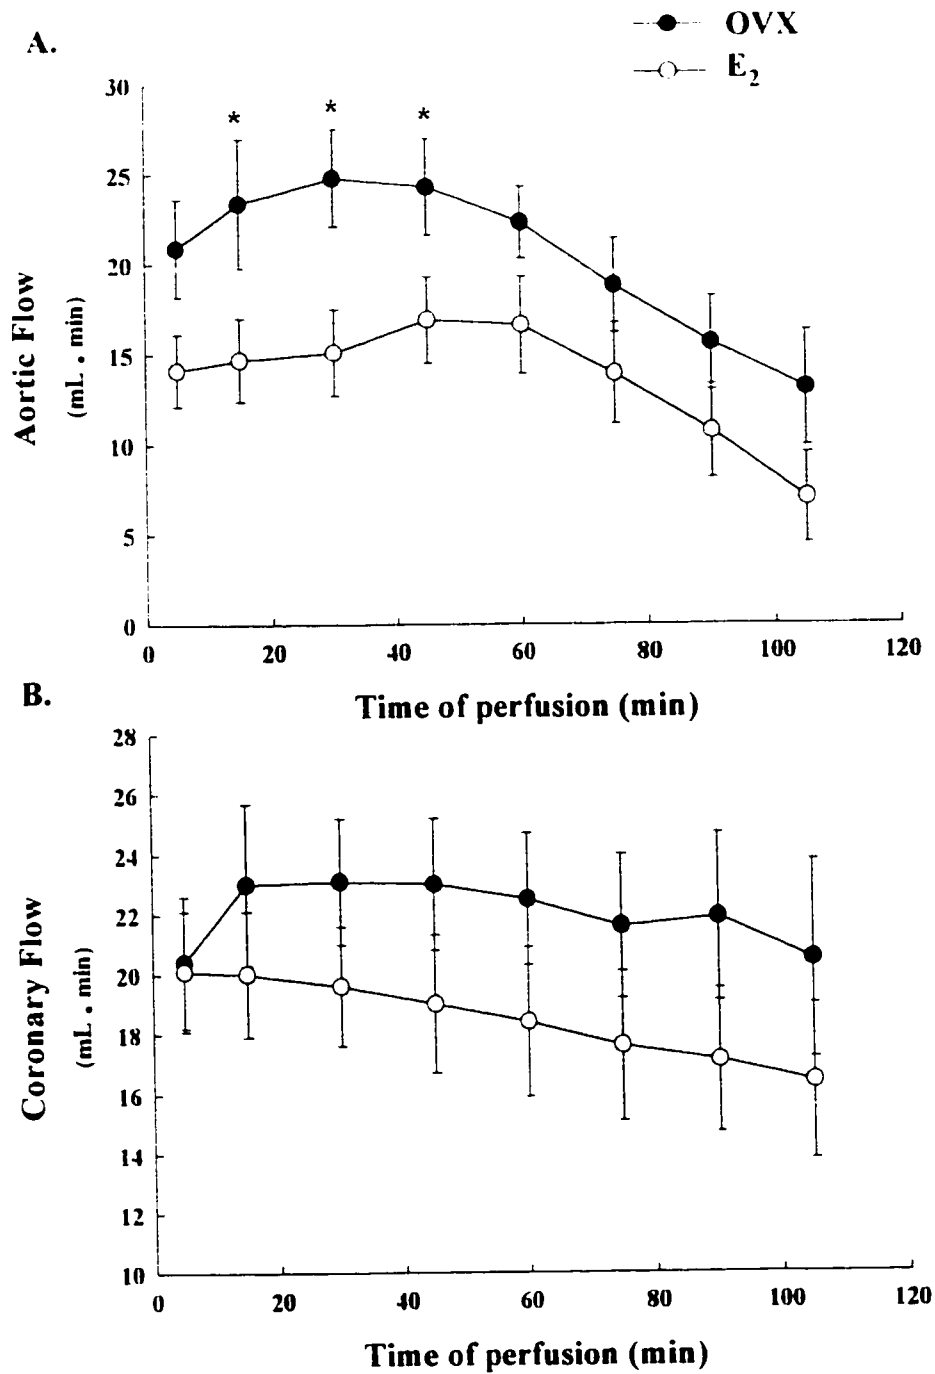 A.
OVX
E₂
* * *
30
25
20
15
10
5
0
Aortic Flow
(mL . min)
0 20 40 60 80 100 120
Time of perfusion (min)
B.
28
26
24
22
20
18
16
14
12
10
Coronary Flow
(mL . min)
0 20 40 60 80 100 120
Time of perfusion (min)